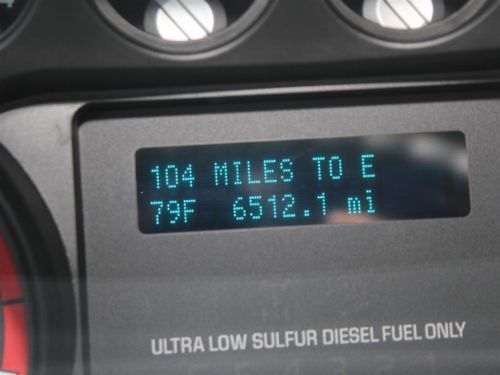 104 MILES TO E
79F 6512.1 mi
ULTRA LOW SULFUR DIESEL FUEL ONLY